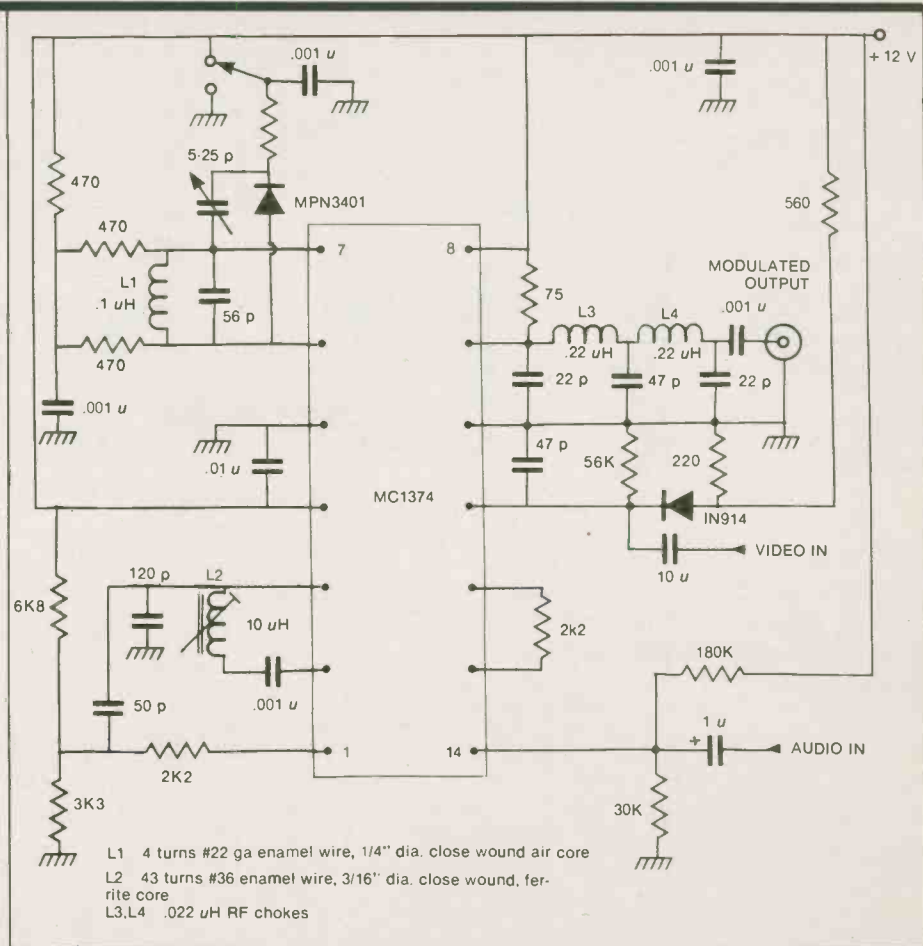 .001 u
.001 u
+ 12 V
470
5-25 p
MPN3401
560
470
7
8
MODULATED
OUTPUT
L1
.1 uH
56 p
75
L3
L4
.001 u
.22 uH
.22 uH
470
22 p
47 p
22 p
.001 u
.01 u
47 p
56K
220
MC1374
IN914
VIDEO IN
10 u
120 p
L2
6K8
10 uH
2k2
180K
.001 u
50 p
1 u
1
14
+
AUDIO IN
2K2
3K3
30K
L1 4 turns #22 ga enamel wire, 1/4" dia. close wound air core
L2 43 turns #36 enamel wire, 3/16" dia. close wound, fer-
rite core
L3,L4 .022 uH RF chokes